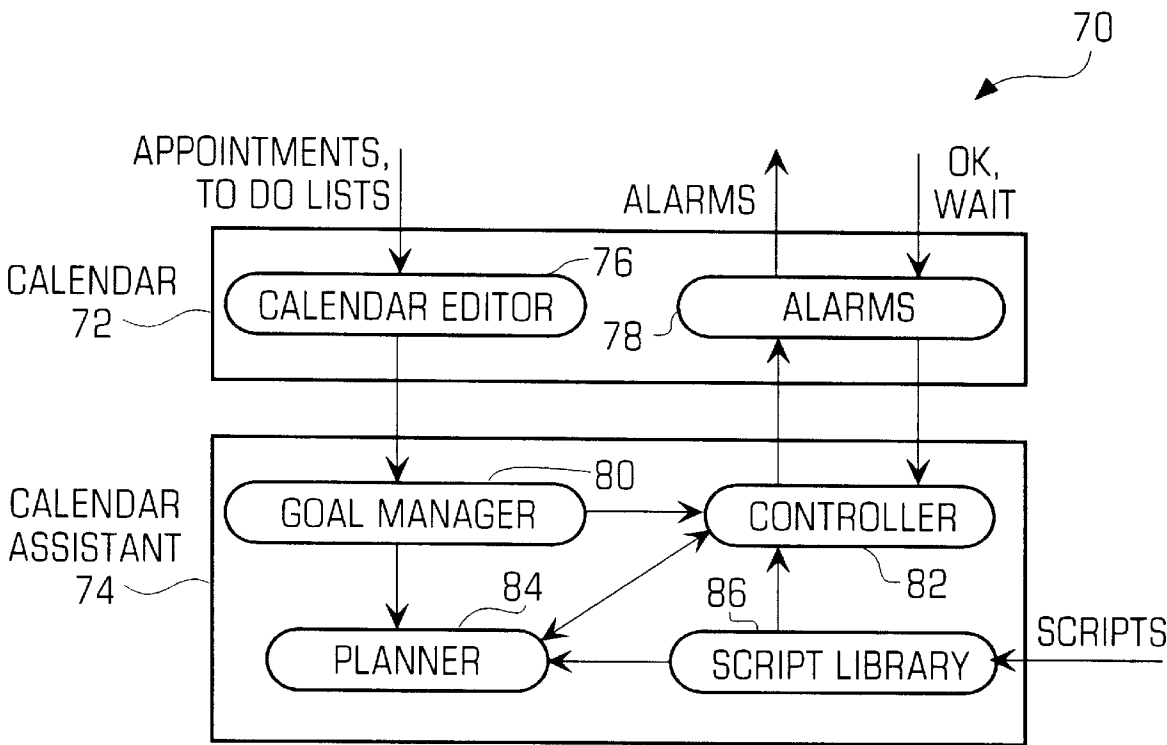 70
APPOINTMENTS,
TO DO LISTS
ALARMS
OK,
WAIT
CALENDAR
72
76
CALENDAR EDITOR
78
ALARMS
CALENDAR
ASSISTANT
74
80
GOAL MANAGER
CONTROLLER
82
84
PLANNER
86
SCRIPT LIBRARY
SCRIPTS